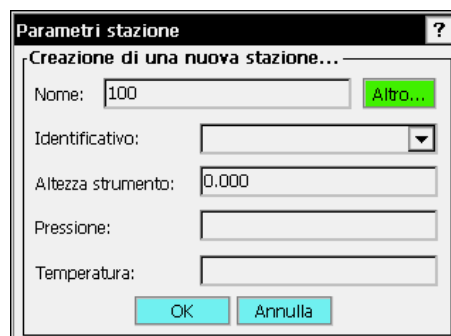 Parametri stazione ?
Creazione di una nuova stazione...
Nome: 100 Altro...
Identificativo:
Altezza strumento: 0.000
Pressione:
Temperatura:
OK Annulla